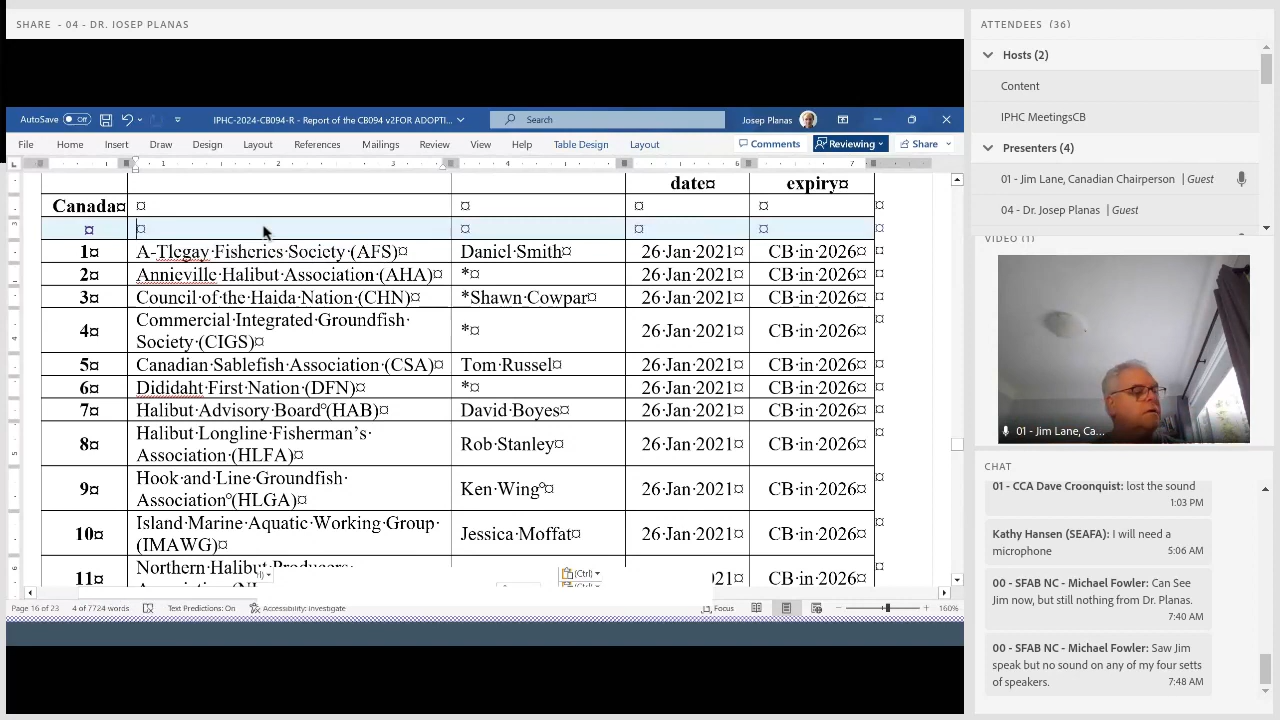 SHARE - 04 - DR. JOSEP PLANAS
AutoSave Off
IPHC-2024-CB094-R - Report of the CB094 v2FOR ADOPTI...
Search
Josep Planas
File Home Draw Design Layout References Mailings Review View Help Table Design Layout
Comments Reviewing Share
1 2 3 4 6 7
date¤ expiry¤
Canada¤ ¤ ¤ ¤ ¤ ¤
¤ ¤ ¤ ¤ ¤ ¤
1¤ A-Tlegay·Fisheries·Society·(AFS)¤ Daniel·Smith¤ 26·Jan·2021¤ CB·in·2026¤ ¤
2¤ Annieville·Halibut·Association·(AHA)¤ *¤ 26·Jan·2021¤ CB·in·2026¤ ¤
3¤ Council·of·the·Haida·Nation·(CHN)¤ *Shawn·Cowpar¤ 26·Jan·2021¤ CB·in·2026¤ ¤
Commercial·Integrated·Groundfish·
Society·(CIGS)¤
4¤ *¤ 26·Jan·2021¤ CB·in·2026¤ ¤
5¤ Canadian·Sablefish·Association·(CSA)¤ Tom·Russel¤ 26·Jan·2021¤ CB·in·2026¤ ¤
6¤ Dididaht·First·Nation·(DFN)¤ *¤ 26·Jan·2021¤ CB·in·2026¤ ¤
7¤ Halibut·Advisory·Board°(HAB)¤ David·Boyes¤ 26·Jan·2021¤ CB·in·2026¤ ¤
Halibut·Longline·Fisherman's·
Association·(HLFA)¤
8¤ Rob·Stanley¤ 26·Jan·2021¤ CB·in·2026¤ ¤
Hook·and·Line·Groundfish·
Association°(HLGA)¤
9¤ Ken·Wing°¤ 26·Jan·2021¤ CB·in·2026¤ ¤
Island·Marine·Aquatic·Working·Group·
(IMAWG)¤
10¤ Jessica·Moffat¤ 26·Jan·2021¤ CB·in·2026¤ ¤
Northern·Halibut·Producers·
11¤ 021¤ CB·in·2026¤ ¤
(Ctrl)
(Ctrl)
Page 16 of 23 4 of 7724 words Text Predictions: On Accessibility: Investigate Focus 160%
ATTENDEES (36)
Hosts (2)
Content
IPHC MeetingsCB
Presenters (4)
01 - Jim Lane, Canadian Chairperson | Guest
04 - Dr. Josep Planas | Guest
VIDEO (1)
01 - Jim Lane, Ca...
CHAT
01 - CCA Dave Croonquist: lost the sound
1:03 PM
Kathy Hansen (SEAFA): I will need a
microphone
5:06 AM
00 - SFAB NC - Michael Fowler: Can See
Jim now, but still nothing from Dr. Planas.
7:40 AM
00 - SFAB NC - Michael Fowler: Saw Jim
speak but no sound on any of my four setts
of speakers.
7:48 AM